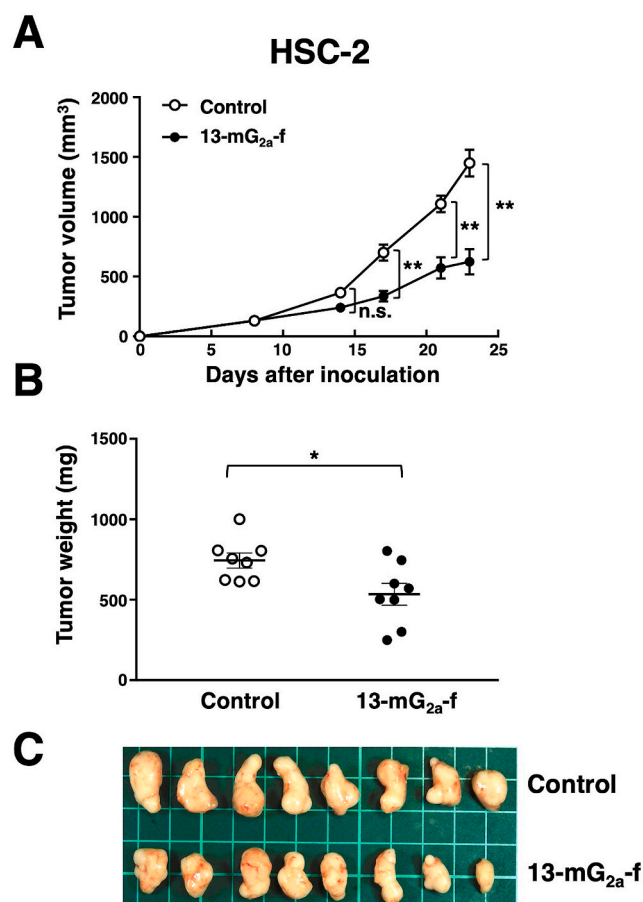 A
HSC-2
Tumor volume (mm³)
2000
1500
1000
500
0
Control
13-mG₂ₐ-f
n.s.
**
**
**
0 5 10 15 20 25
Days after inoculation
B
Tumor weight (mg)
1500
1000
500
0
*
Control 13-mG₂ₐ-f
C
Control
13-mG₂ₐ-f